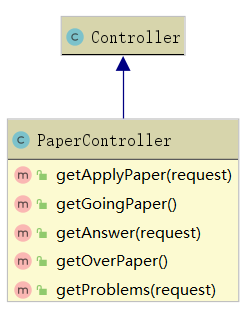 C Controller
C PaperController
m getApplyPaper(request)
m getGoingPaper()
m getAnswer(request)
m getOverPaper()
m getProblems(request)